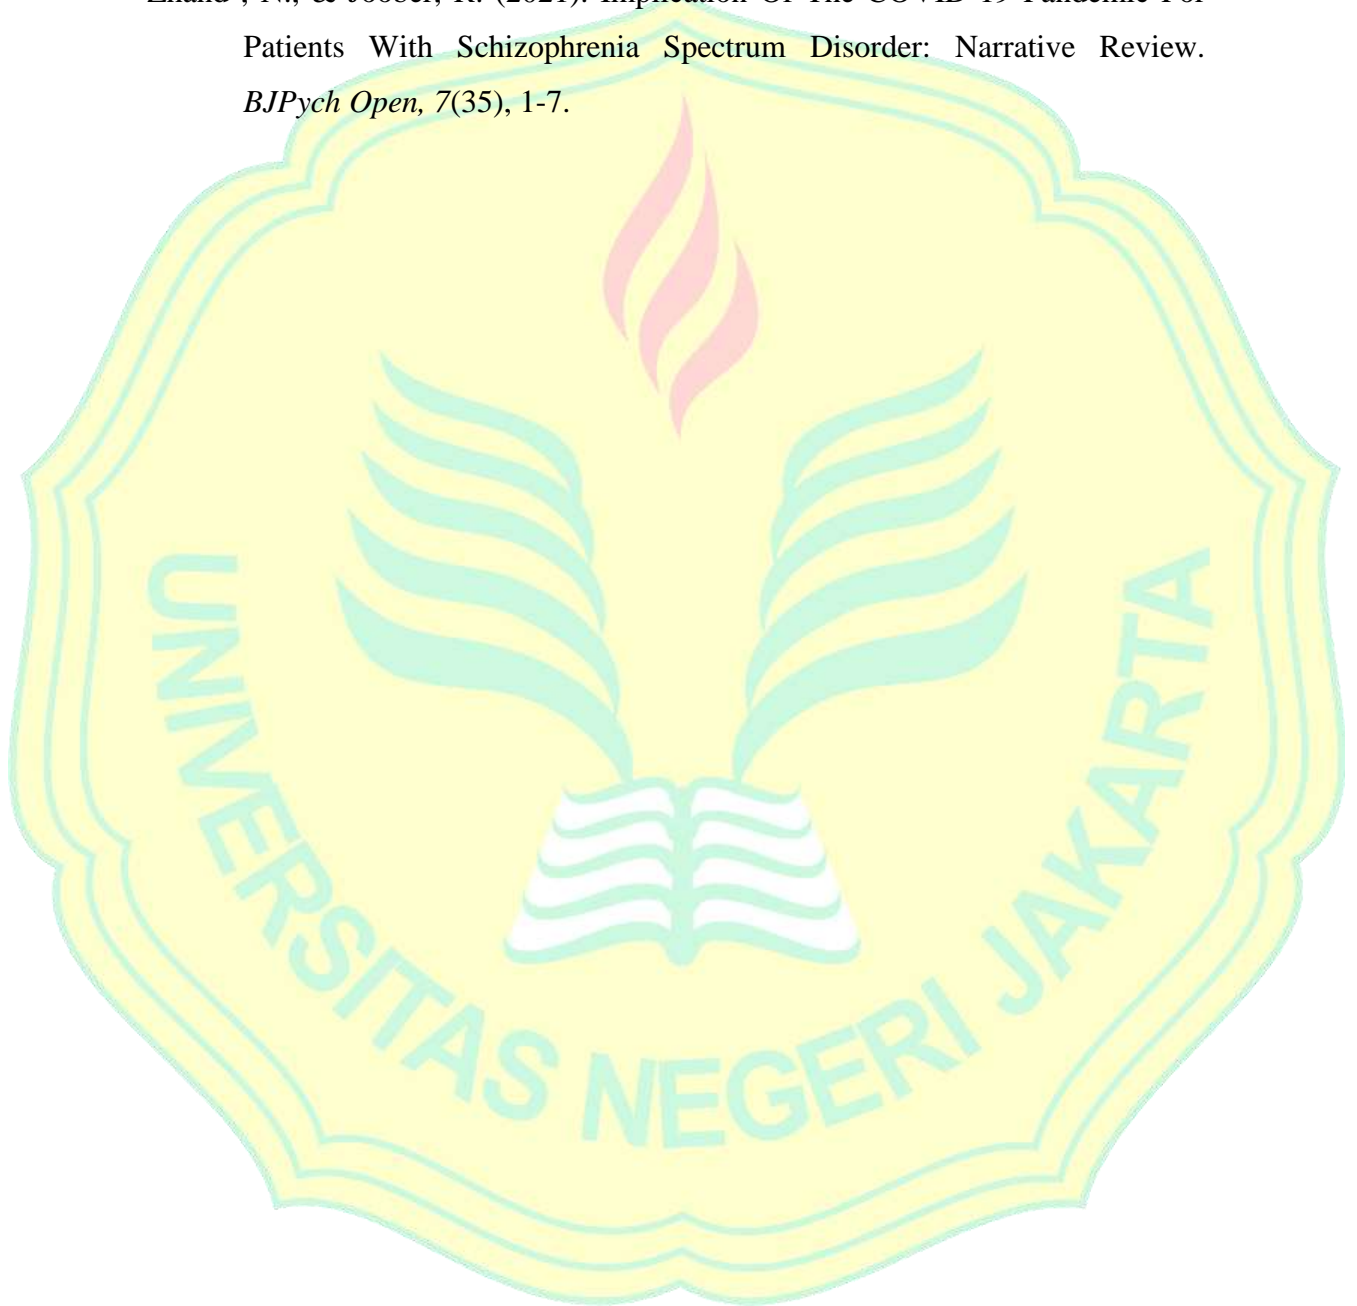 Zhand , N., & Joober, R. (2021). Implication Of The COVID-19 Pandemic For
Patients With Schizophrenia Spectrum Disorder: Narrative Review.
BJPych Open, 7(35), 1-7.
UNIVERSITAS NEGERI JAKARTA